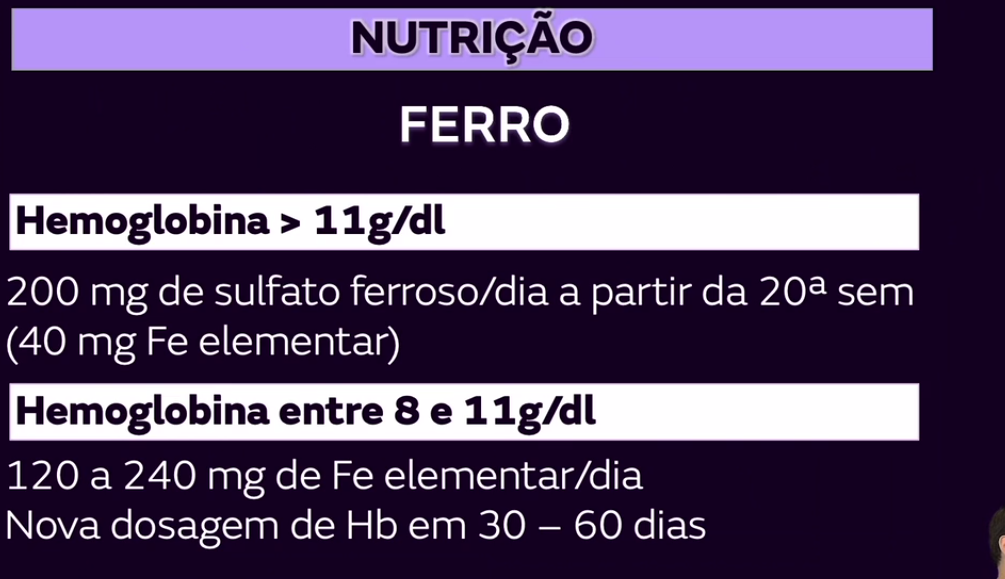 NUTRIÇÃO
FERRO
Hemoglobina > 11g/dl
200 mg de sulfato ferroso/dia a partir da 20ª sem
(40 mg Fe elementar)
Hemoglobina entre 8 e 11g/dl
120 a 240 mg de Fe elementar/dia
Nova dosagem de Hb em 30 – 60 dias